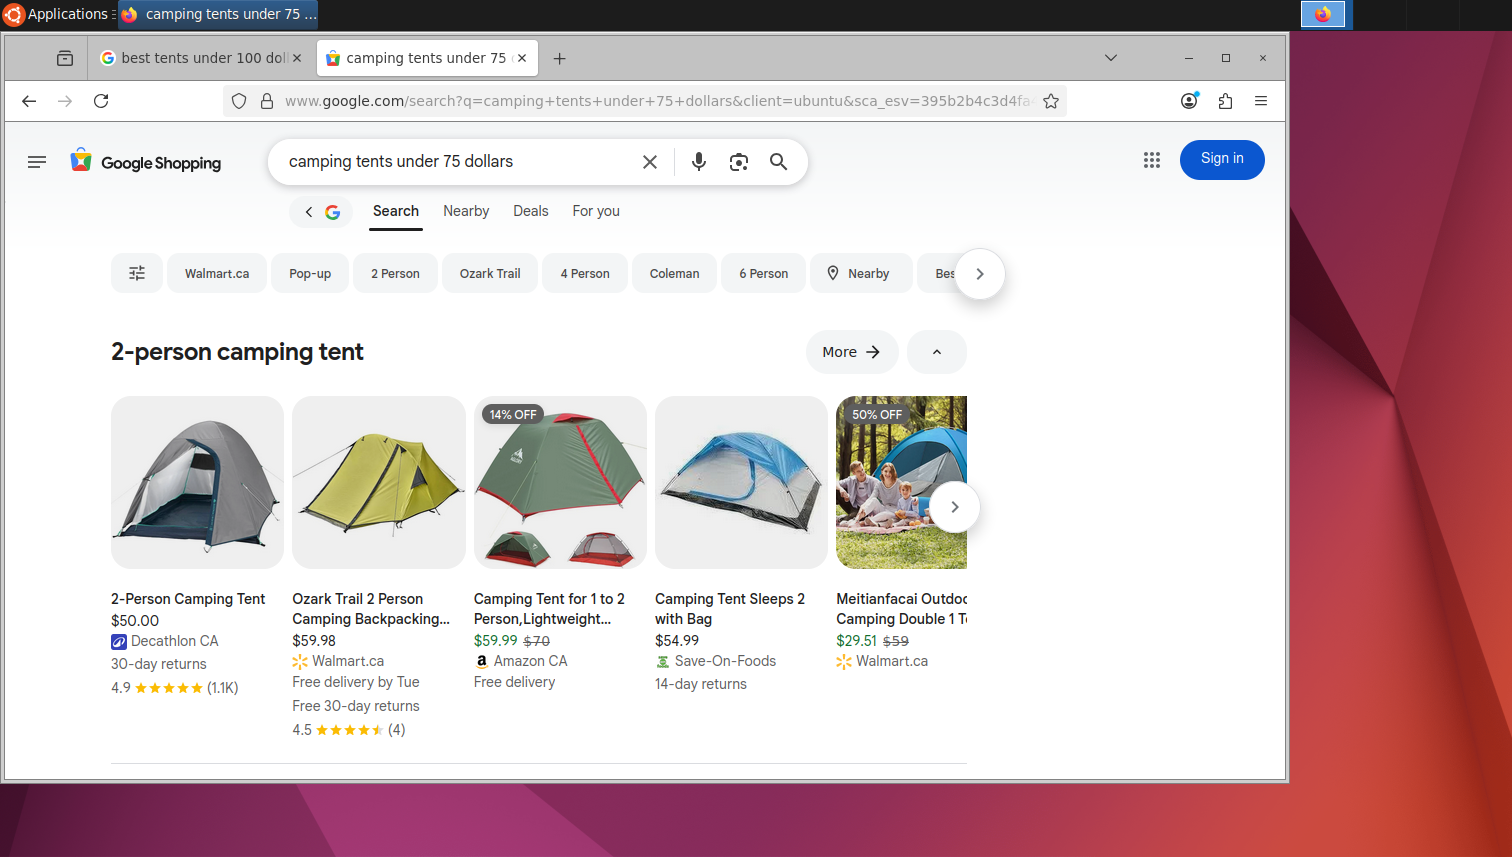 Applications
camping tents under 75 ...
best tents under 100 doll
camping tents under 75
www.google.com/search?q=camping+tents+under+75+dollars&client=ubuntu&sca_esv=395b2b4c3d4fa
Google Shopping
camping tents under 75 dollars
Sign in
Search
Nearby
Deals
For you
Walmart.ca
Pop-up
2 Person
Ozark Trail
4 Person
Coleman
6 Person
Nearby
Bes
2-person camping tent
More
14% OFF
50% OFF
2-Person Camping Tent
$50.00
Decathlon CA
30-day returns
4.9 (1.1K)
Ozark Trail 2 Person
Camping Backpacking...
$59.98
Walmart.ca
Free delivery by Tue
Free 30-day returns
4.5 (4)
Camping Tent for 1 to 2
Person,Lightweight...
$59.99 $70
Amazon CA
Free delivery
Camping Tent Sleeps 2
with Bag
$54.99
Save-On-Foods
14-day returns
Meitianfacai Outdoo
Camping Double 1 Te
$29.51 $59
Walmart.ca